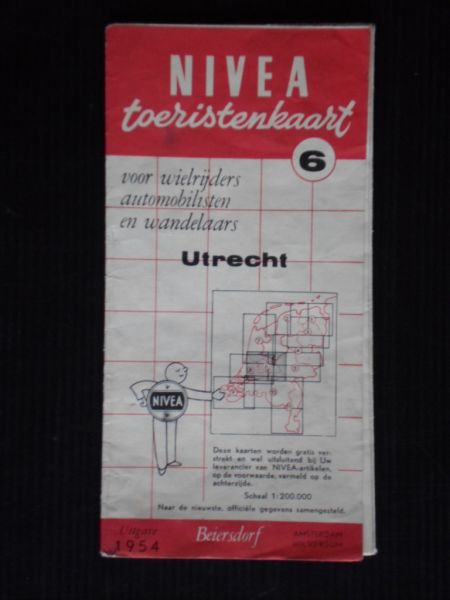 NIVEA
toeristenkaart
6
voor wielrijders
automobilisten
en wandelaars
Utrecht
NIVEA
Deze kaarten worden gratis ver-
strekt en wel uitsluitend bij Uw
leverancier van NIVEA-artikelen,
op de voorwaarde, vermeld op de
achterzijde.
Schaal 1:200.000
Naar de nieuwste, officiële gegevens samengesteld.
Uitgave
1954
Beiersdorf
AMSTERDAM
HILVERSUM